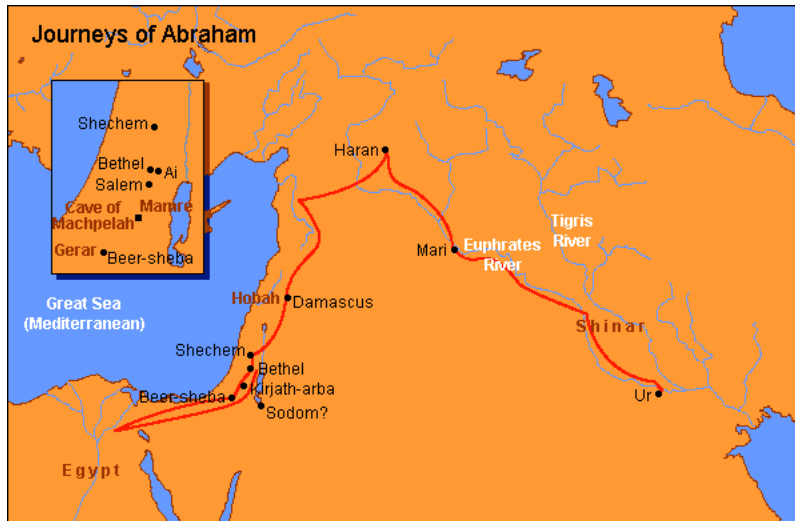 Journeys of Abraham
Shechem
Bethel
Ai
Salem
Cave of
Mamre
Machpelah
Gerar
Beer-sheba
Great Sea
(Mediterranean)
Haran
Mari
Euphrates
River
Tigris
River
Shinar
Ur
Hobah
Damascus
Shechem
Bethel
Kirjath-arba
Beer-sheba
Sodom?
Egypt